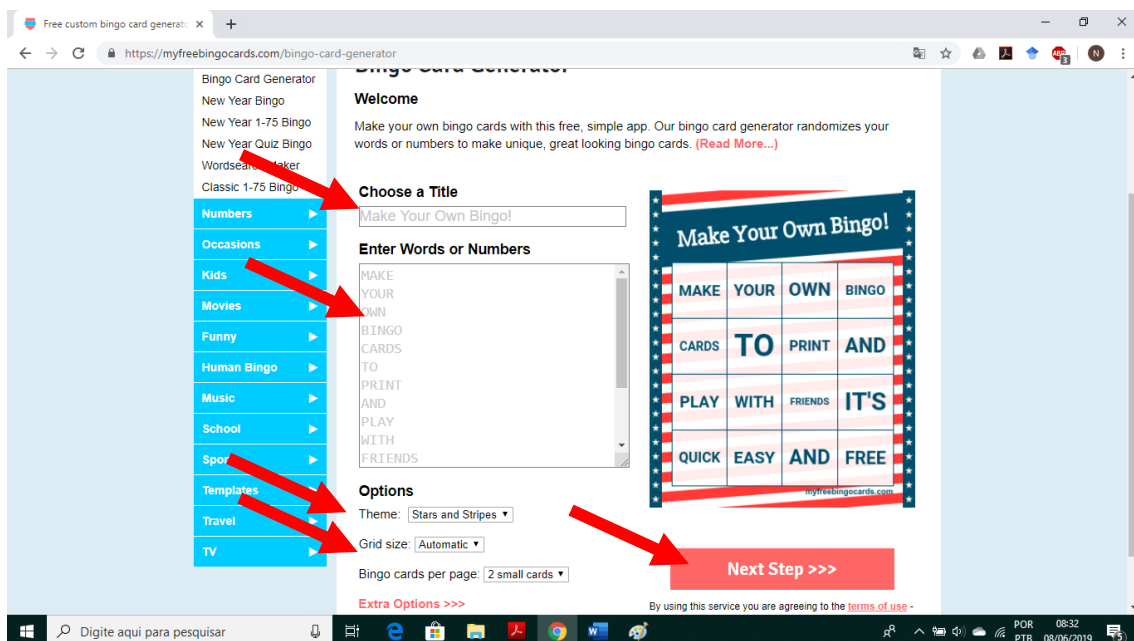 Free custom bingo card generato
https://myfreebingocards.com/bingo-card-generator
ABP
3
N
Bingo Card Generator
Bingo Card Generator
New Year Bingo
New Year 1-75 Bingo
New Year Quiz Bingo
Classic 1-75 Bingo
Numbers
Occasions
Kids
Movies
Funny
Human Bingo
Music
School
Templates
Travel
TV
Welcome
Make your own bingo cards with this free, simple app. Our bingo card generator randomizes your
words or numbers to make unique, great looking bingo cards. (Read More...)
Choose a Title
Make Your Own Bingo!
Enter Words or Numbers
MAKE
YOUR
OWN
BINGO
CARDS
TO
PRINT
AND
PLAY
WITH
FRIENDS
Options
Theme: Stars and Stripes
Grid size: Automatic
Bingo cards per page: 2 small cards
Extra Options >>>
Make Your Own Bingo!
MAKE YOUR OWN BINGO
CARDS TO PRINT AND
PLAY WITH FRIENDS IT'S
QUICK EASY AND FREE
myfreebingocards.com
Next Step >>>
By using this service you are agreeing to the terms of use -
Digite aqui para pesquisar
POR
PTB
08:32
08/06/2019
5